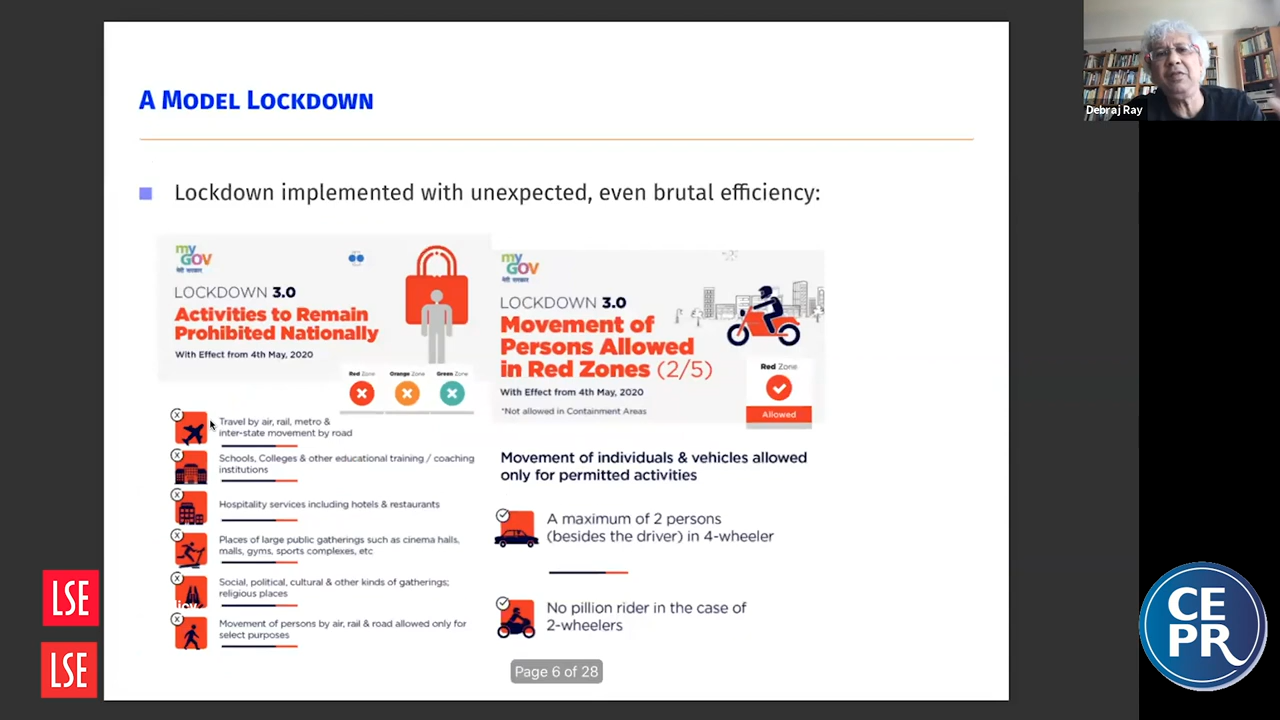 A MODEL LOCKDOWN
Lockdown implemented with unexpected, even brutal efficiency:
my
GOV
मेरी सरकार
LOCKDOWN 3.0
Activities to Remain
Prohibited Nationally
With Effect from 4th May, 2020
Red Zone
Orange Zone
Green Zone
Travel by air, rail, metro &
inter-state movement by road
Schools, Colleges & other educational training / coaching
institutions
Hospitality services including hotels & restaurants
Places of large public gatherings such as cinema halls,
malls, gyms, sports complexes, etc
Social, political, cultural & other kinds of gatherings;
religious places
Movement of persons by air, rail & road allowed only for
select purposes
my
GOV
मेरी सरकार
LOCKDOWN 3.0
Movement of
Persons Allowed
in Red Zones (2/5)
With Effect from 4th May, 2020
*Not allowed in Containment Areas
Red Zone
Allowed
Movement of individuals & vehicles allowed
only for permitted activities
A maximum of 2 persons
(besides the driver) in 4-wheeler
No pillion rider in the case of
2-wheelers
Page 6 of 28
Debraj Ray
LSE
LSE
CE
PR